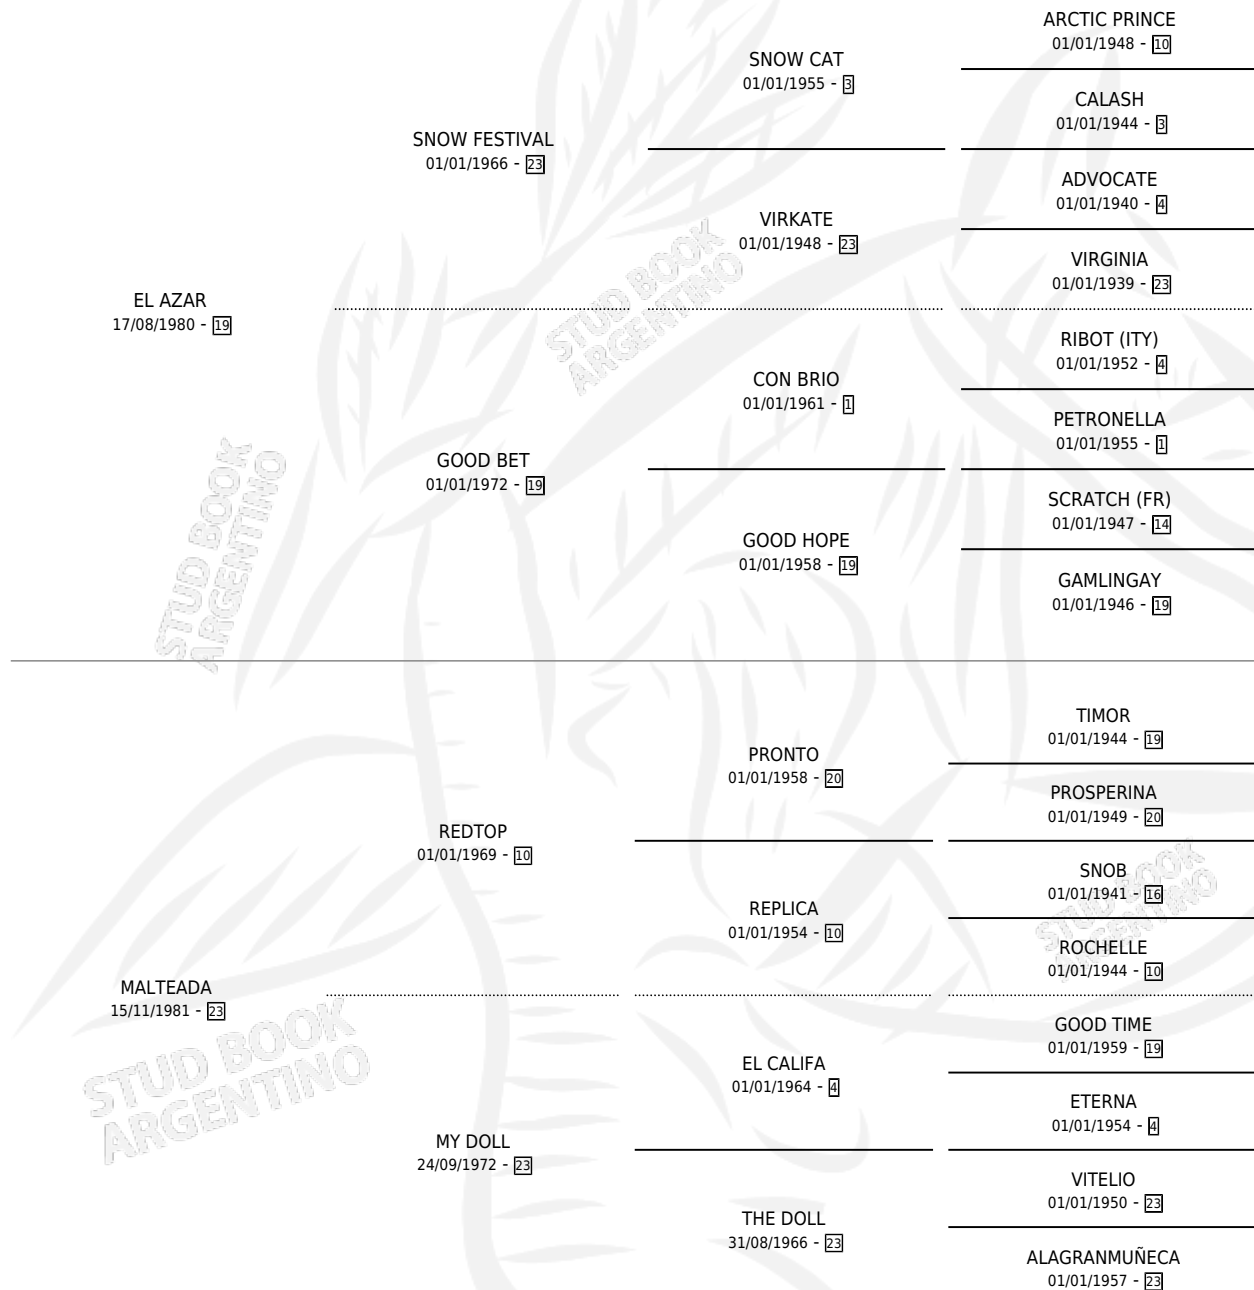 ARCTIC PRINCE
01/01/1948 - 10
SNOW CAT
01/01/1955 - 3
CALASH
01/01/1944 - 3
SNOW FESTIVAL
01/01/1966 - 23
ADVOCATE
01/01/1940 - 4
VIRKATE
01/01/1948 - 23
VIRGINIA
01/01/1939 - 23
EL AZAR
17/08/1980 - 19
RIBOT (ITY)
01/01/1952 - 4
CON BRIO
01/01/1961 - 1
PETRONELLA
01/01/1955 - 1
GOOD BET
01/01/1972 - 19
SCRATCH (FR)
01/01/1947 - 14
GOOD HOPE
01/01/1958 - 19
GAMLINGAY
01/01/1946 - 19
TIMOR
01/01/1944 - 19
PRONTO
01/01/1958 - 20
PROSPERINA
01/01/1949 - 20
REDTOP
01/01/1969 - 10
SNOB
01/01/1941 - 16
REPLICA
01/01/1954 - 10
ROCHELLE
01/01/1944 - 10
MALTEADA
15/11/1981 - 23
GOOD TIME
01/01/1959 - 19
EL CALIFA
01/01/1964 - 4
ETERNA
01/01/1954 - 4
MY DOLL
24/09/1972 - 23
VITELIO
01/01/1950 - 23
THE DOLL
31/08/1966 - 23
ALAGRANMUÑECA
01/01/1957 - 23
STUD BOOK
ARGENTINO
STUD BOOK
ARGENTINO
STUD BOOK
ARGENTINO
STUD BOOK
ARGENTINO